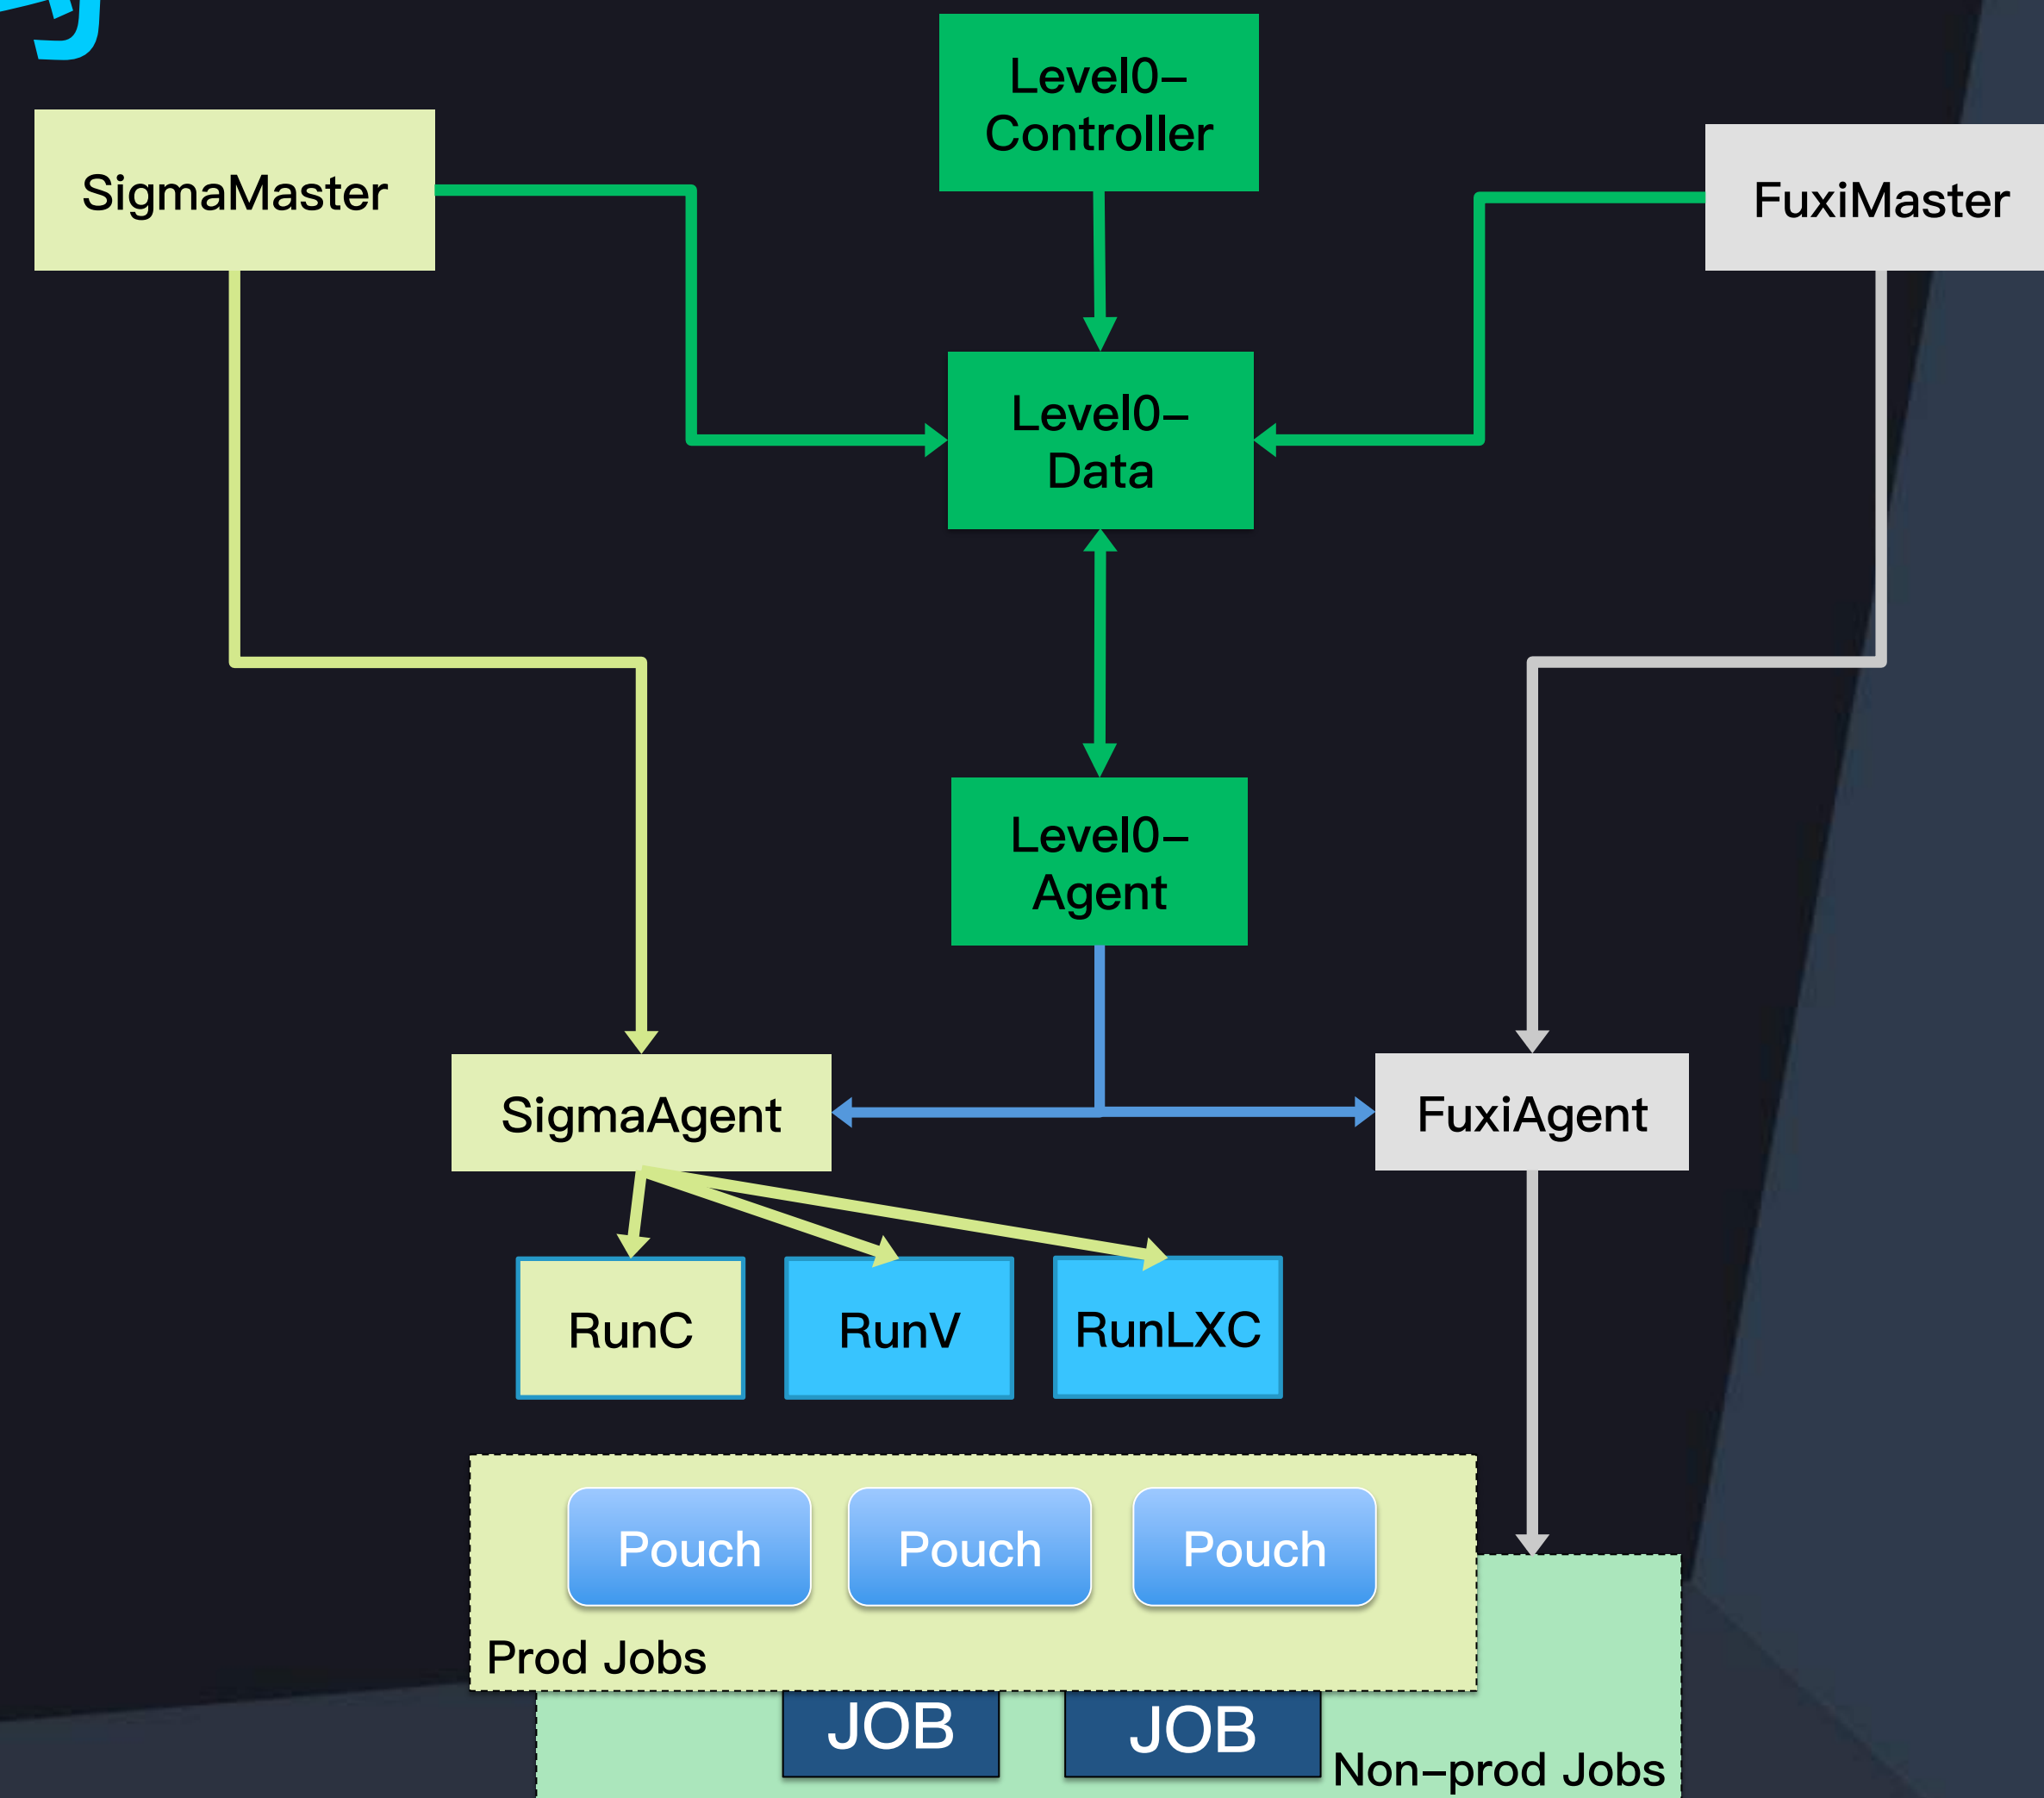 Level0-
Controller
SigmaMaster
FuxiMaster
Level0-
Data
Level0-
Agent
SigmaAgent
FuxiAgent
RunC
RunV
RunLXC
Pouch
Pouch
Pouch
Prod Jobs
JOB
JOB
Non-prod Jobs